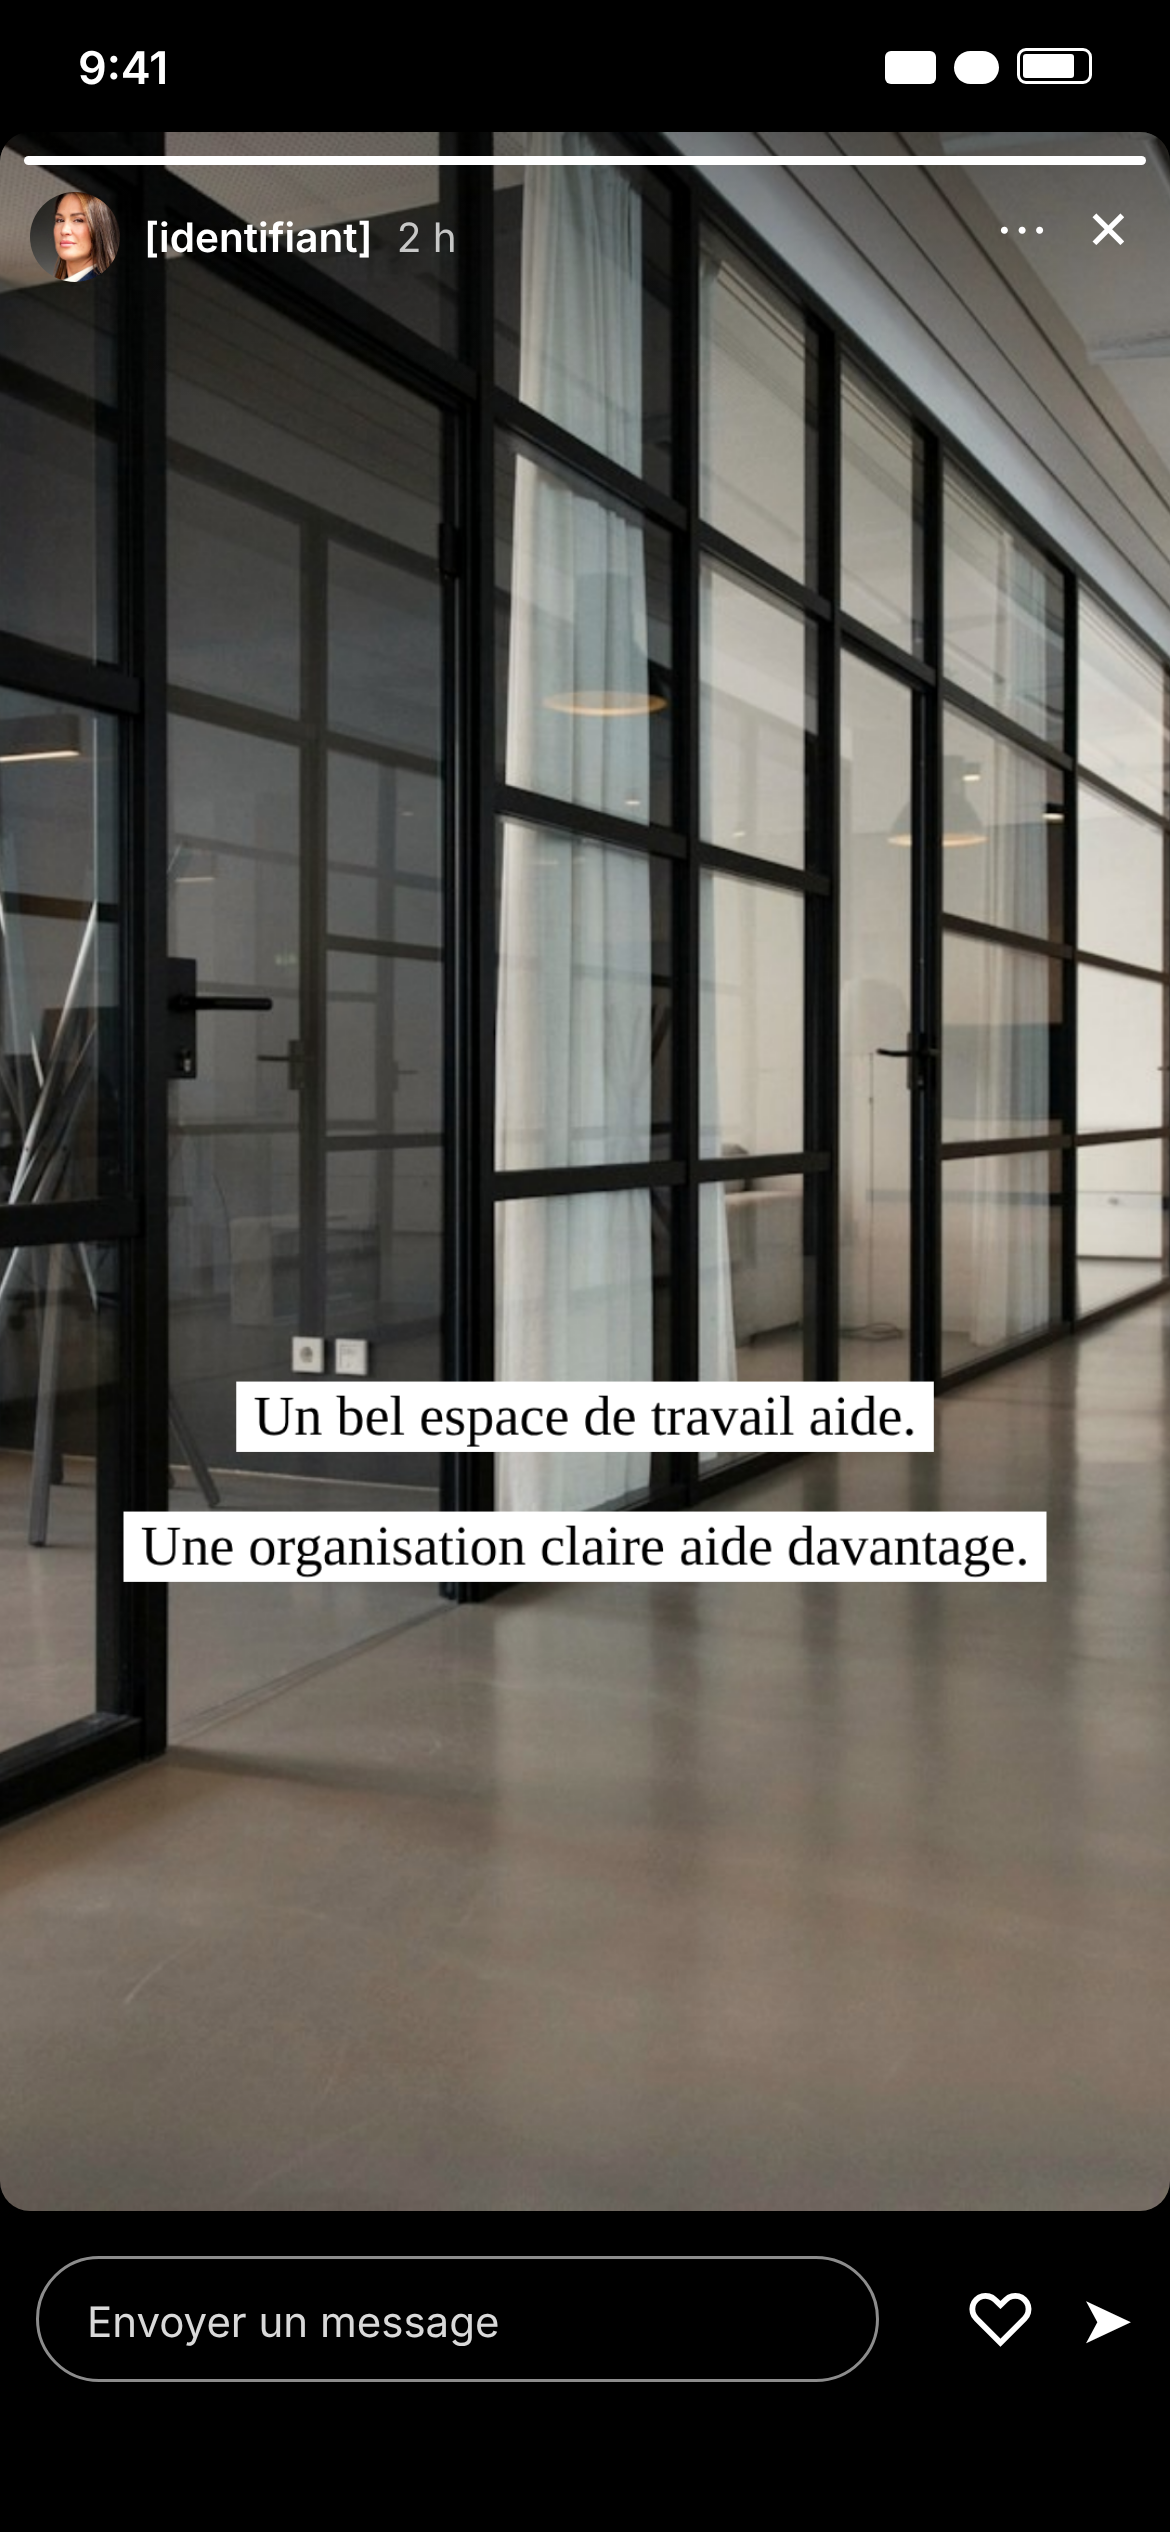 9:41
[identifiant] 2 h
Un bel espace de travail aide.
Une organisation claire aide davantage.
Envoyer un message